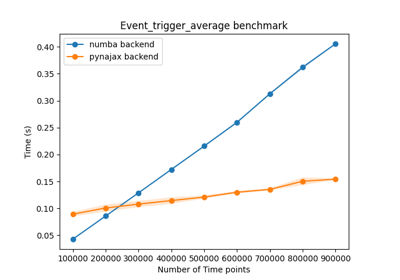 Event_trigger_average benchmark
numba backend
pynajax backend
0.40
0.35
0.30
0.25
0.20
0.15
0.10
0.05
Time (s)
100000 200000 300000 400000 500000 600000 700000 800000 900000
Number of Time points